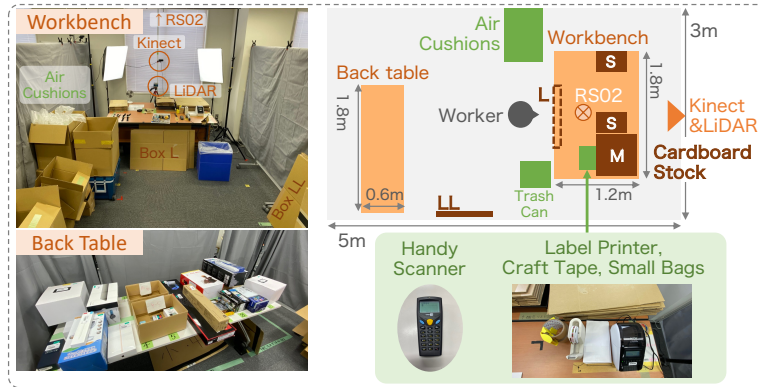 Workbench
↑ RS02
Kinect
Air
Cushions
LiDAR
Box L
Box LL
Back Table
Air
Cushions
Workbench
3m
S
Back table
1.8m
L
RS02
1.8m
Worker
Kinect
&LiDAR
S
M
Cardboard
Stock
0.6m
LL
Trash
Can
1.2m
5m
Handy
Scanner
Label Printer,
Craft Tape, Small Bags